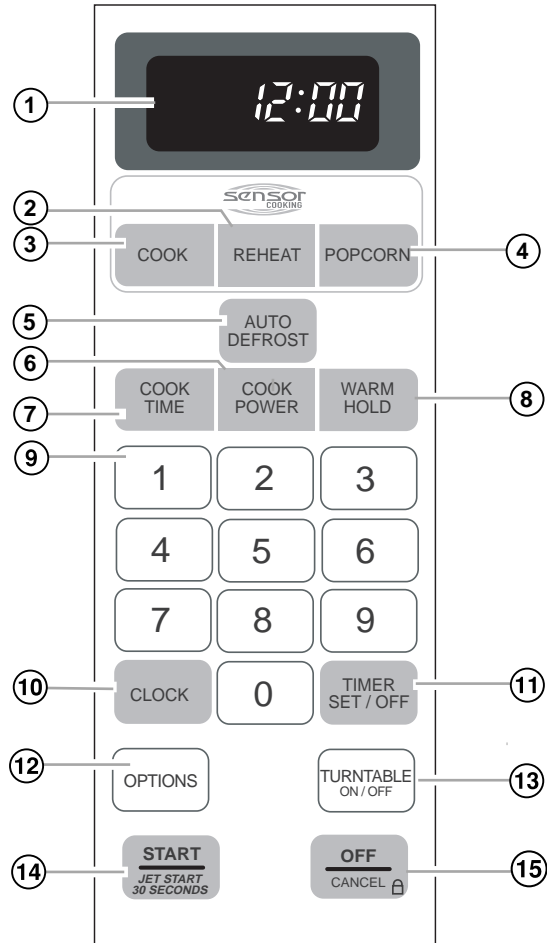 1
12:00
sensor
COOKING
2
3
COOK
REHEAT
POPCORN
4
5
AUTO
DEFROST
6
7
COOK
TIME
COOK
POWER
WARM
HOLD
8
9
1
2
3
4
5
6
7
8
9
10
CLOCK
0
TIMER
SET / OFF
11
12
OPTIONS
TURNTABLE
ON / OFF
13
14
START
JET START
30 SECONDS
OFF
CANCEL
15